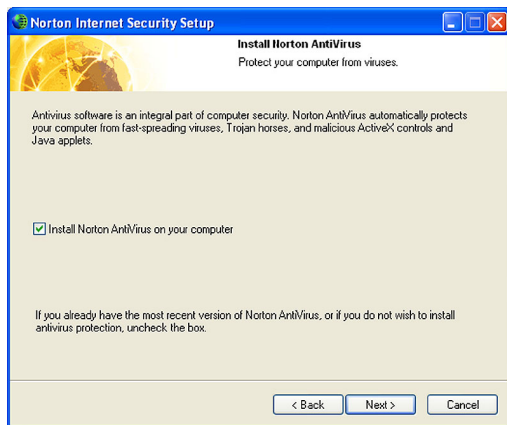 Norton Internet Security Setup
Install Norton AntiVirus
Protect your computer from viruses.
Antivirus software is an integral part of computer security. Norton AntiVirus automatically protects
your computer from fast-spreading viruses, Trojan horses, and malicious ActiveX controls and
Java applets.
Install Norton AntiVirus on your computer
If you already have the most recent version of Norton AntiVirus, or if you do not wish to install
antivirus protection, uncheck the box.
< Back Next > Cancel